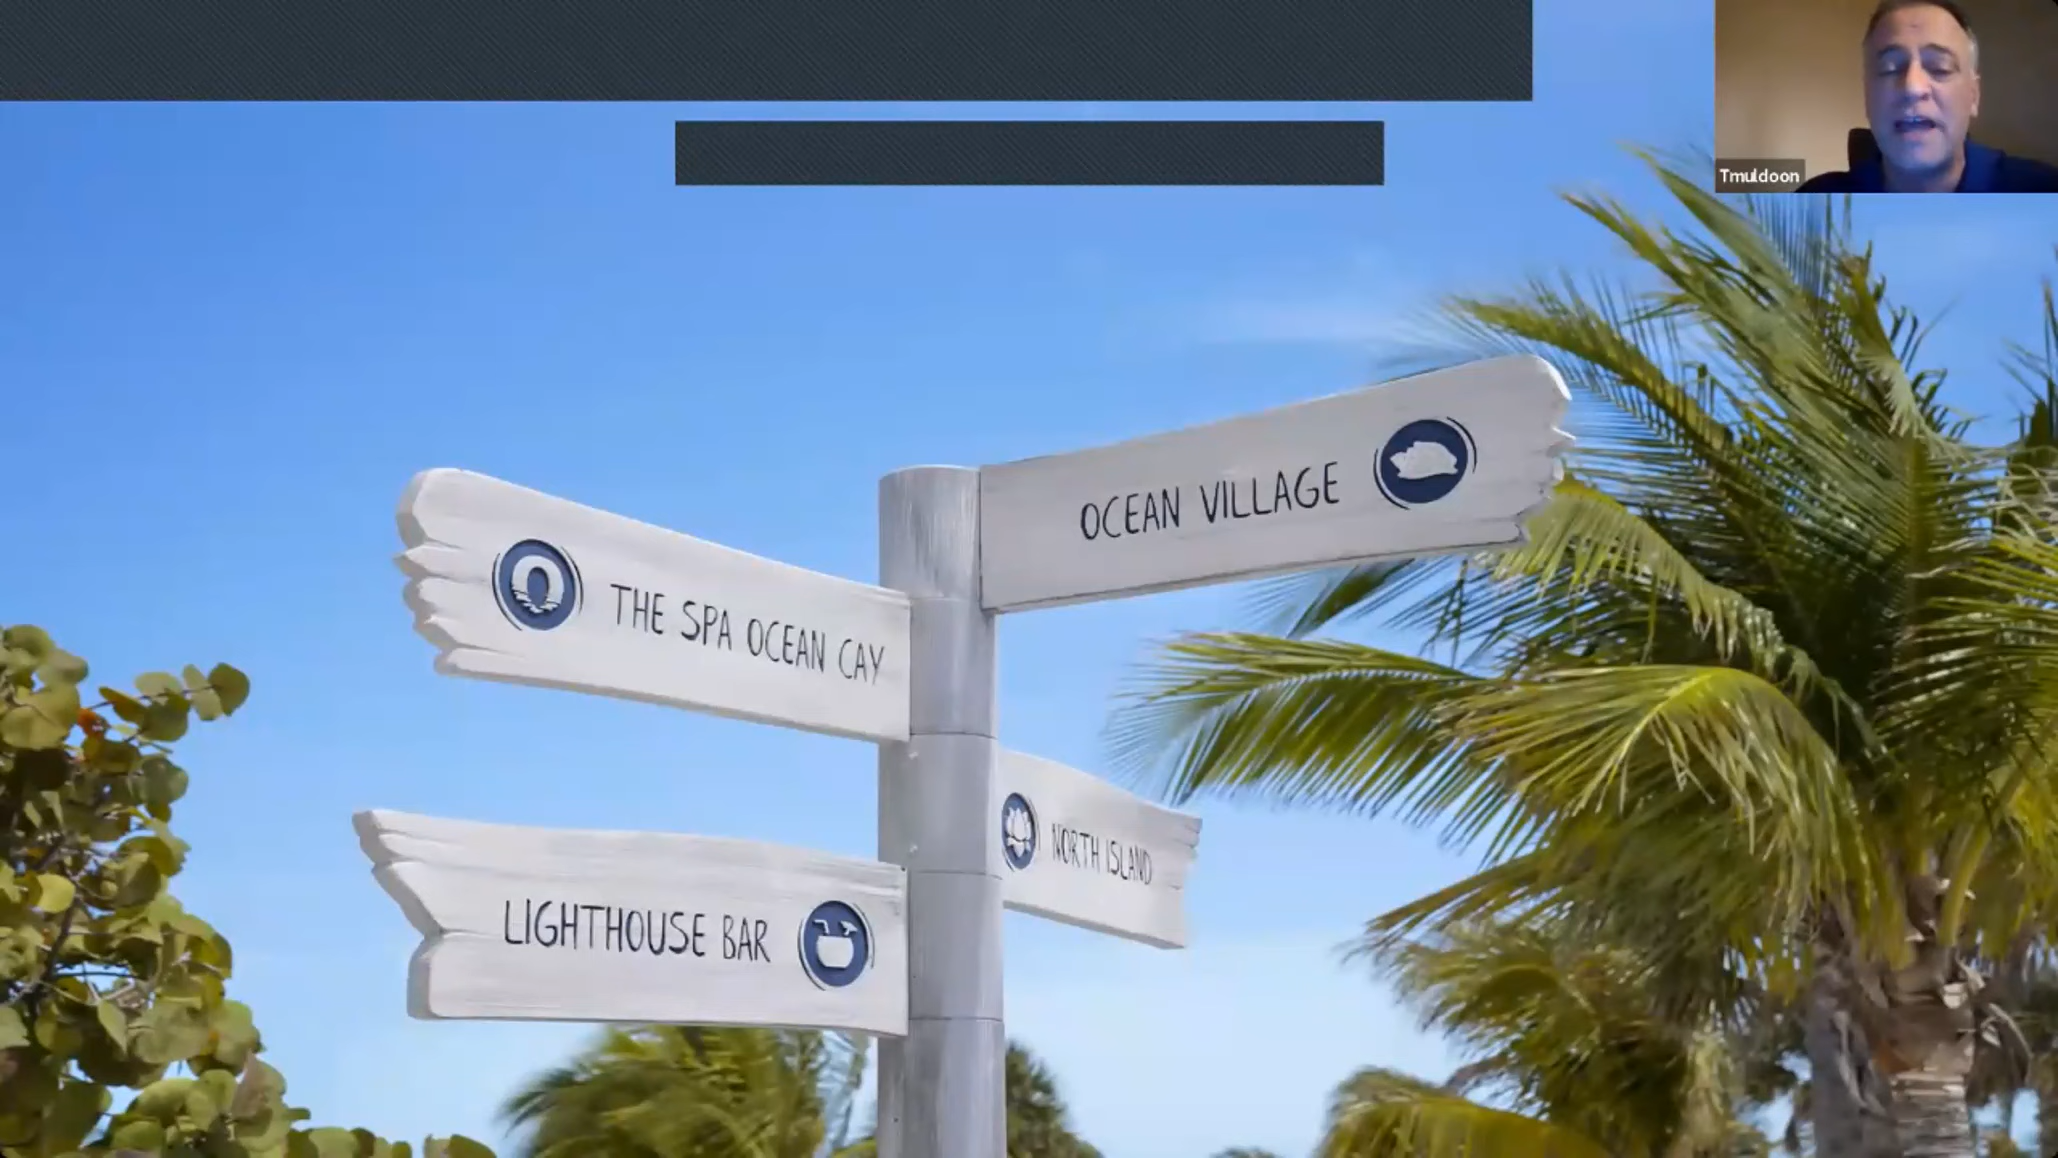 Tmuldoon
OCEAN VILLAGE
THE SPA OCEAN CAY
NORTH ISLAND
LIGHTHOUSE BAR